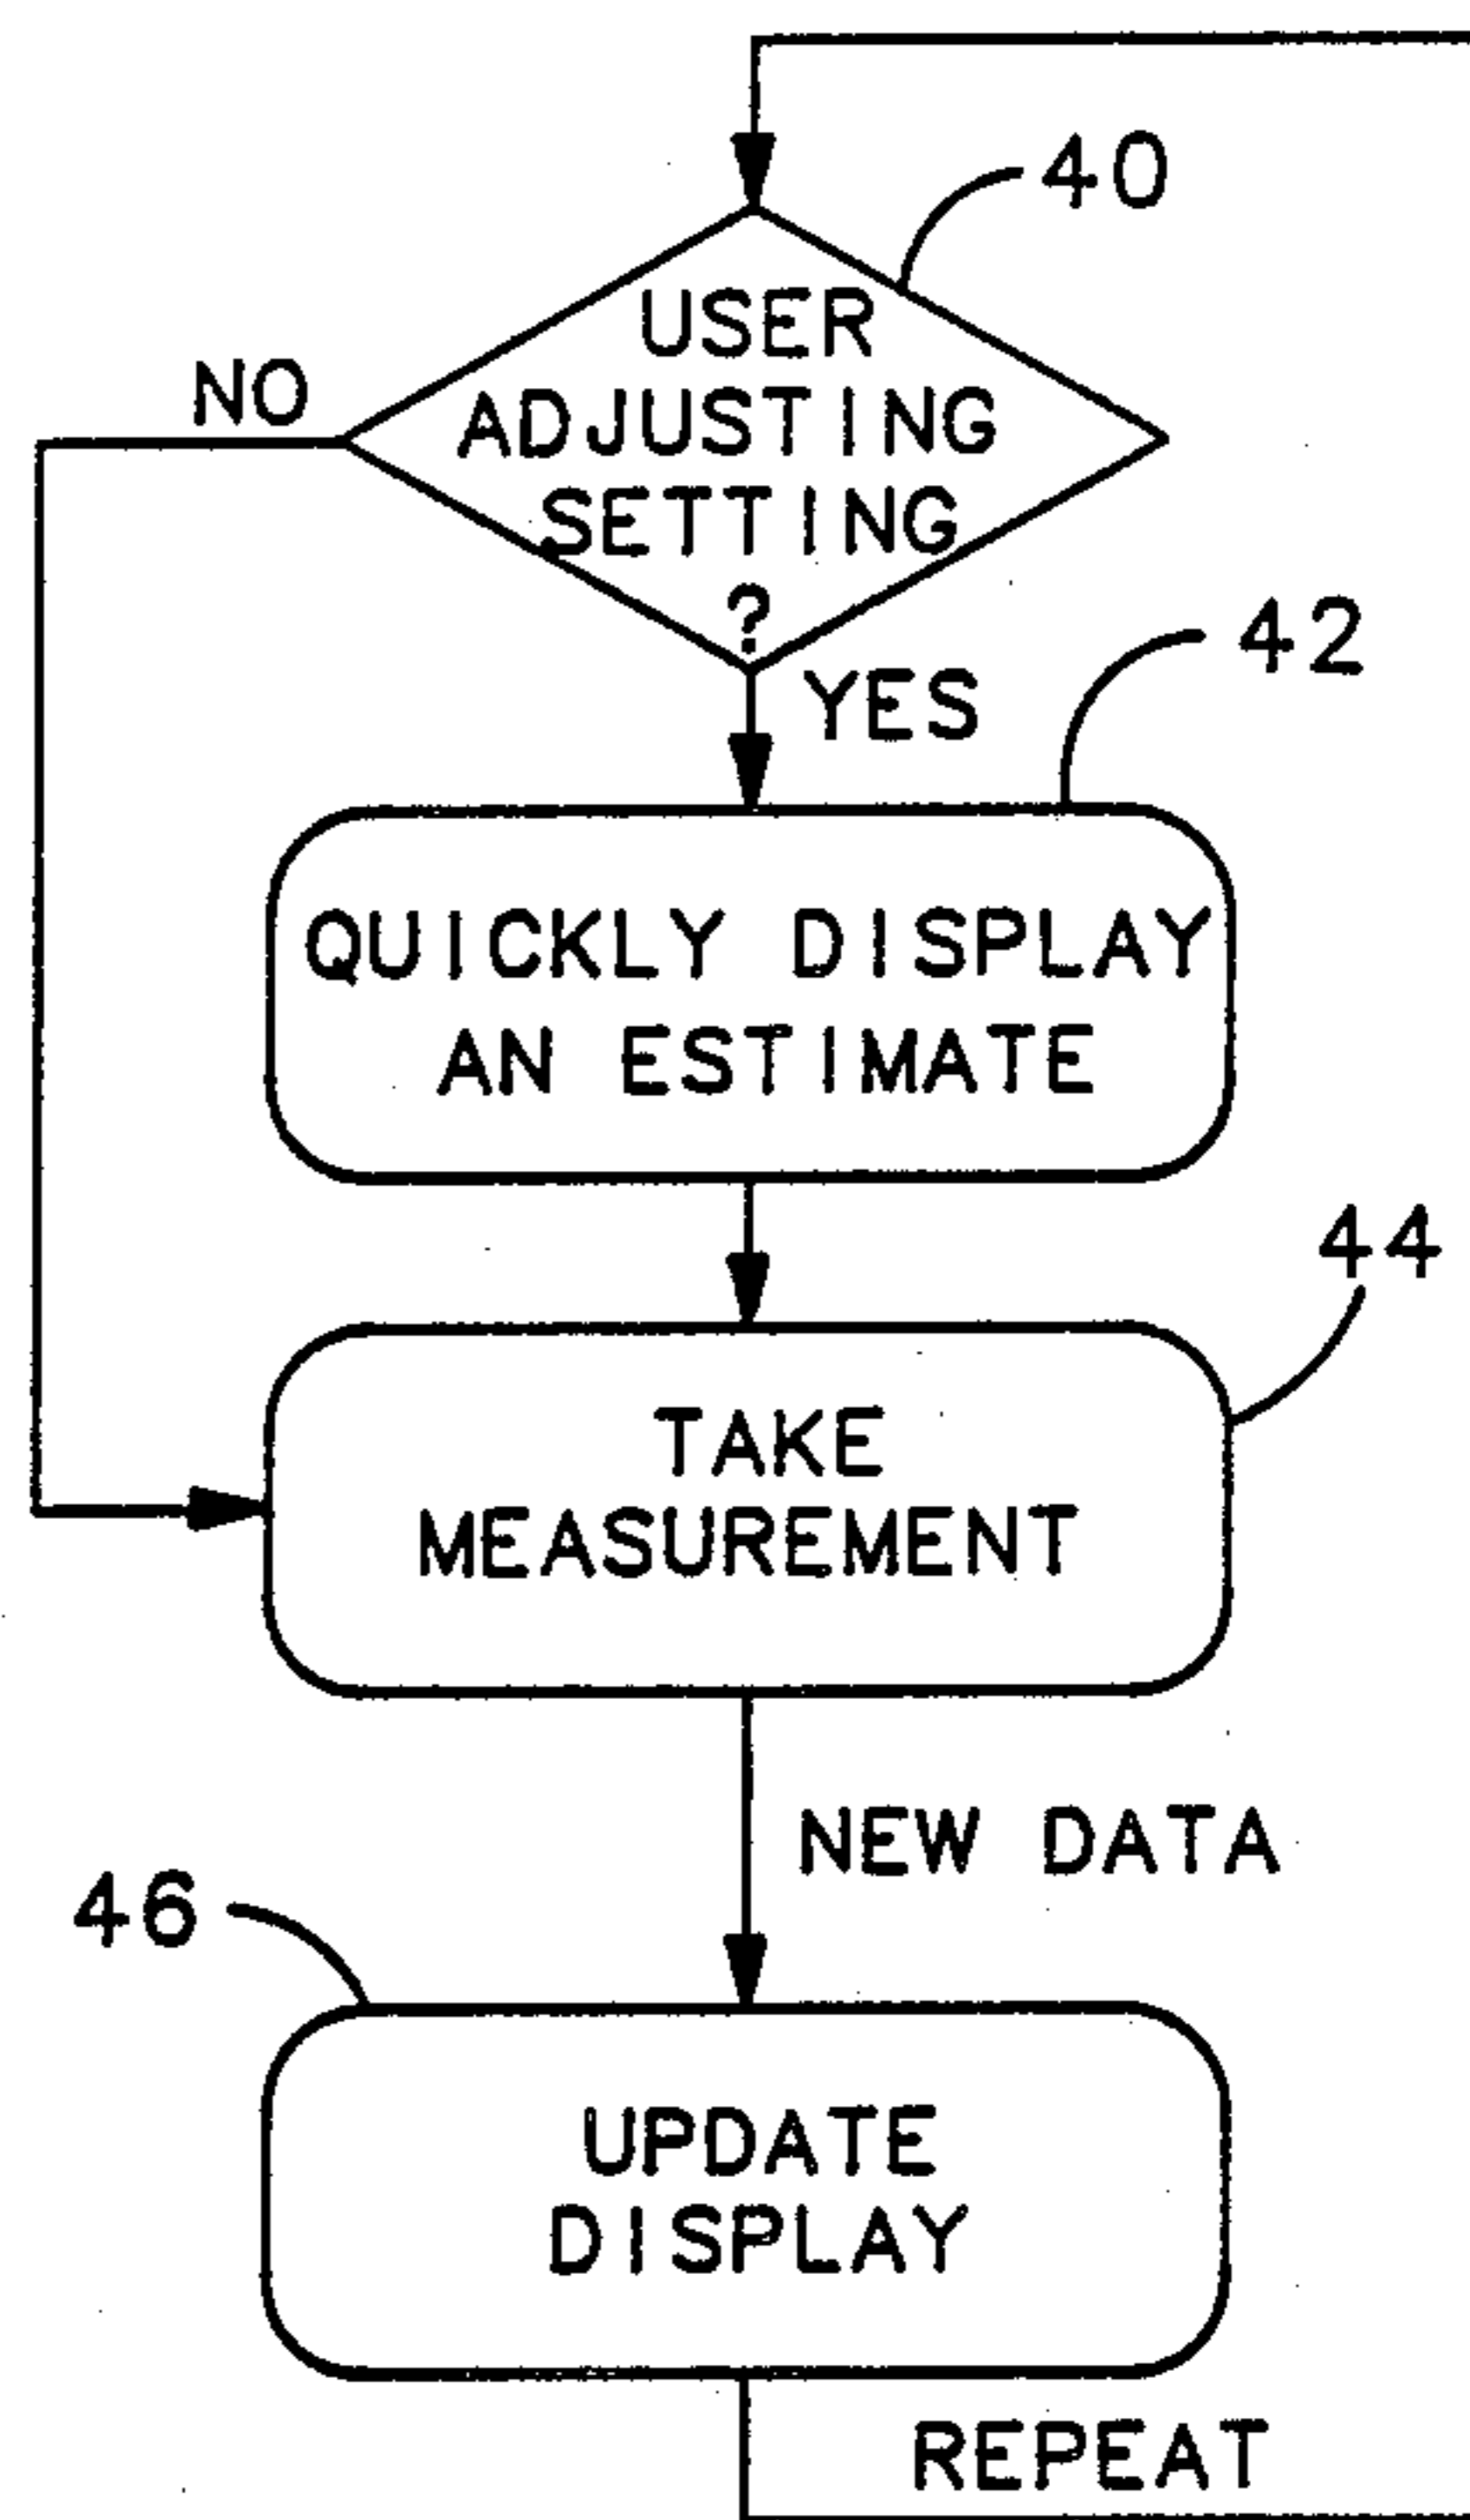 40
USER
ADJUSTING
SETTING
?
NO
YES
42
QUICKLY DISPLAY
AN ESTIMATE
44
TAKE
MEASUREMENT
NEW DATA
46
UPDATE
DISPLAY
REPEAT